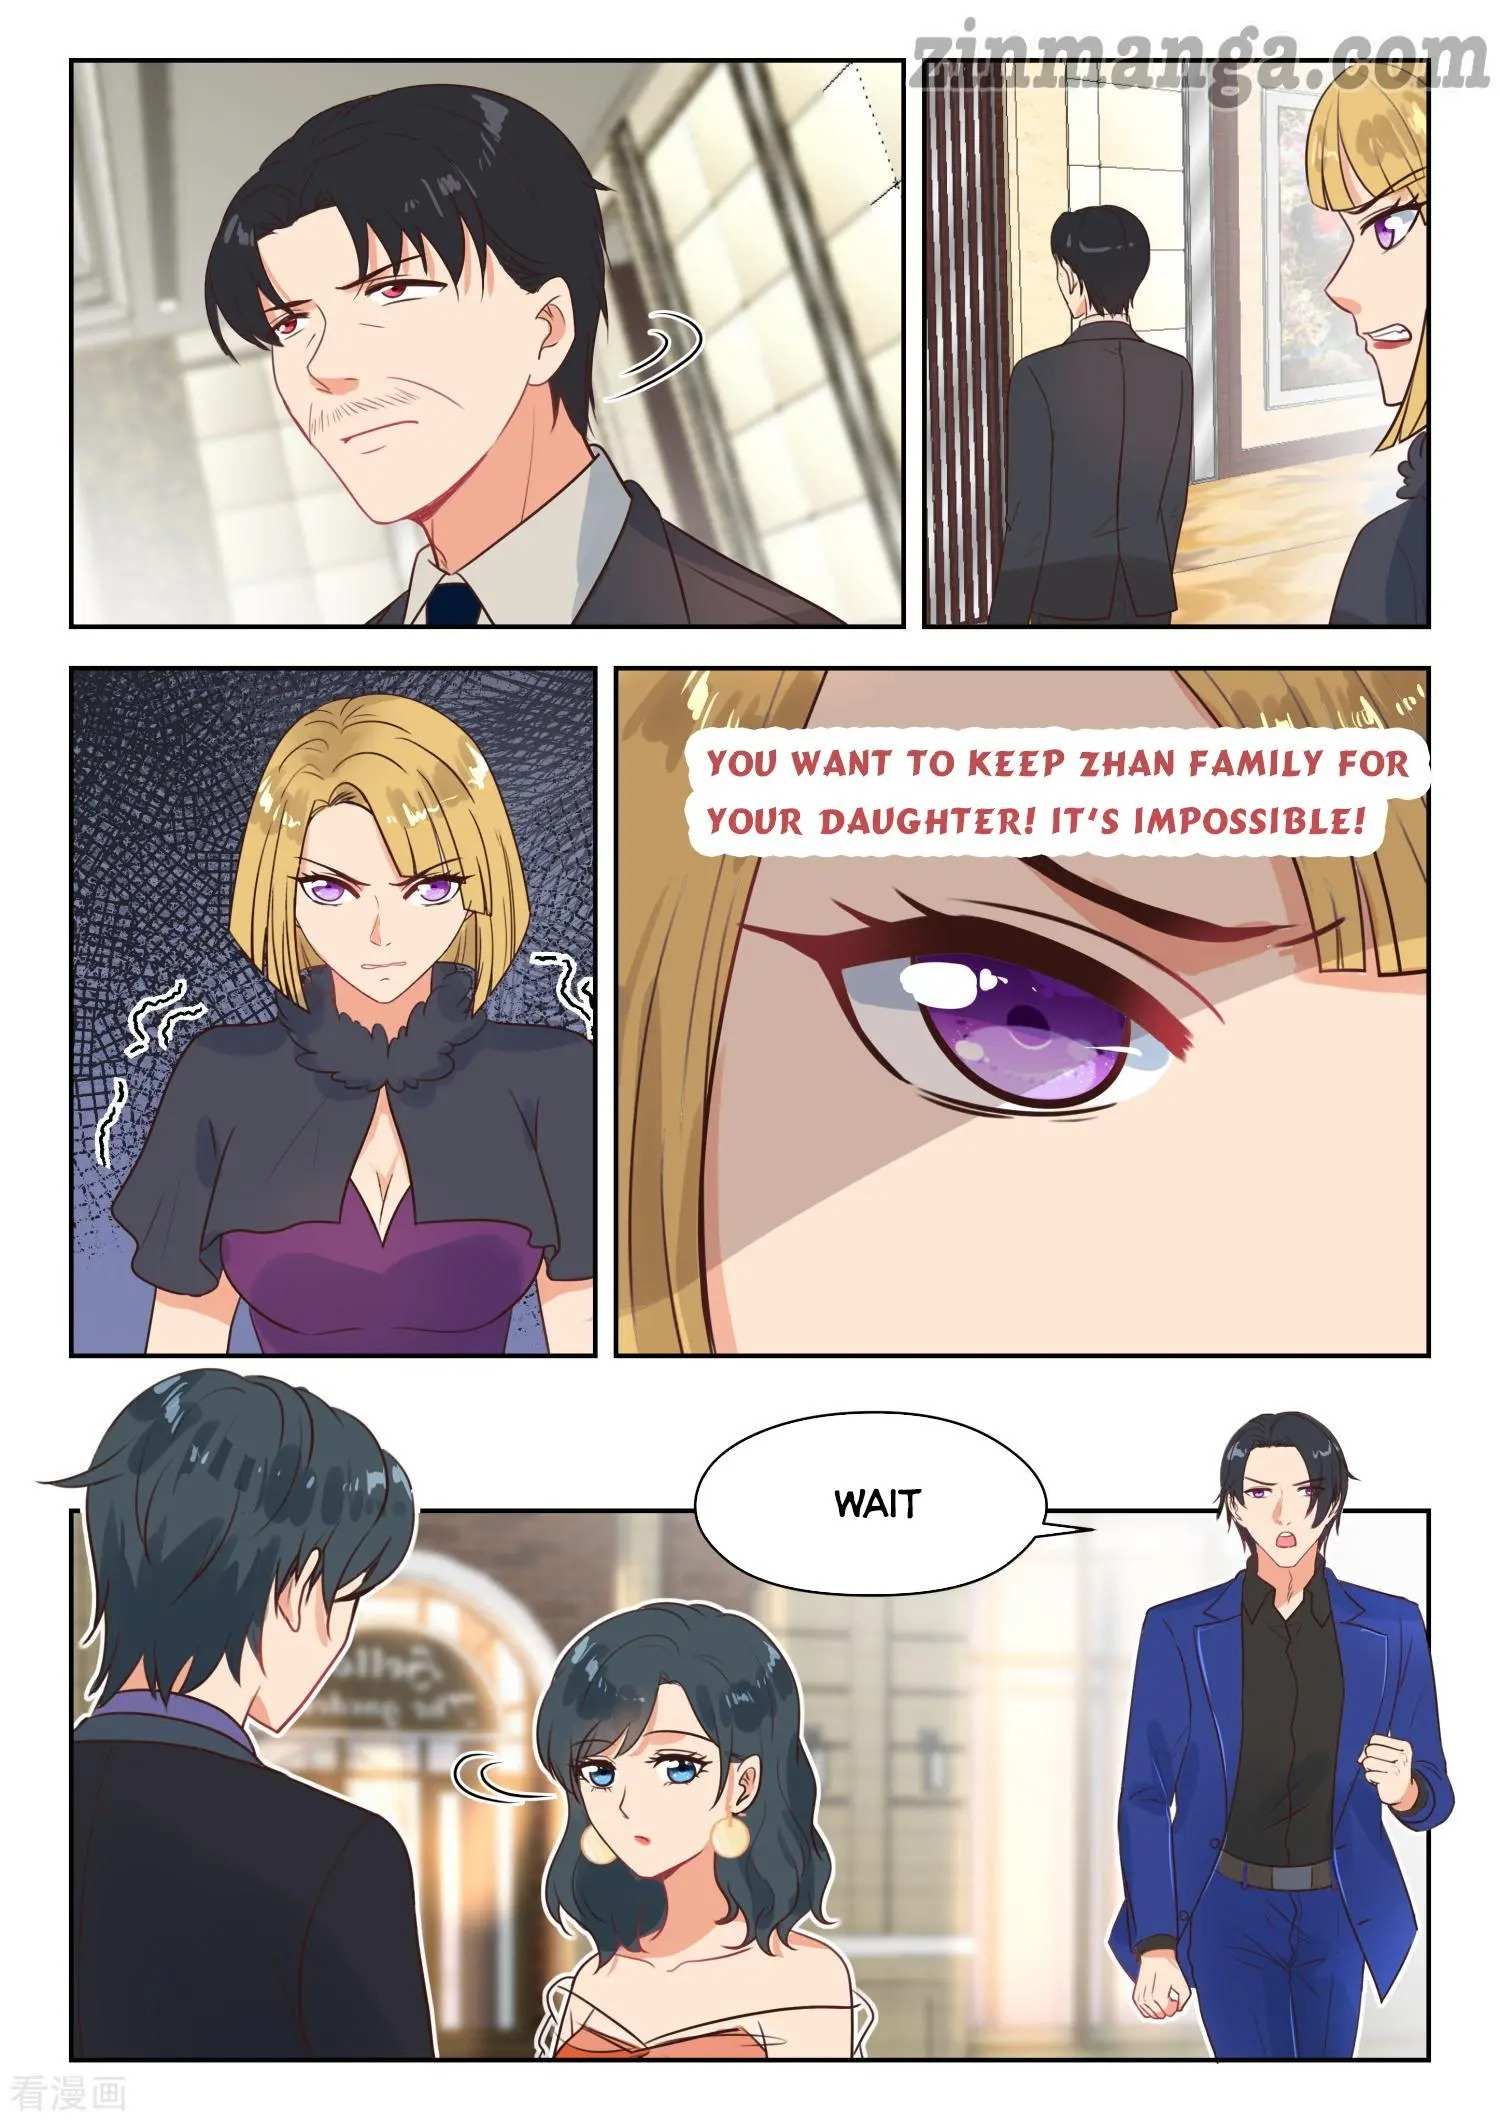 zinmanga.com
YOU WANT TO KEEP ZHAN FAMILY FOR
YOUR DAUGHTER! IT'S IMPOSSIBLE!
WAIT
看漫画